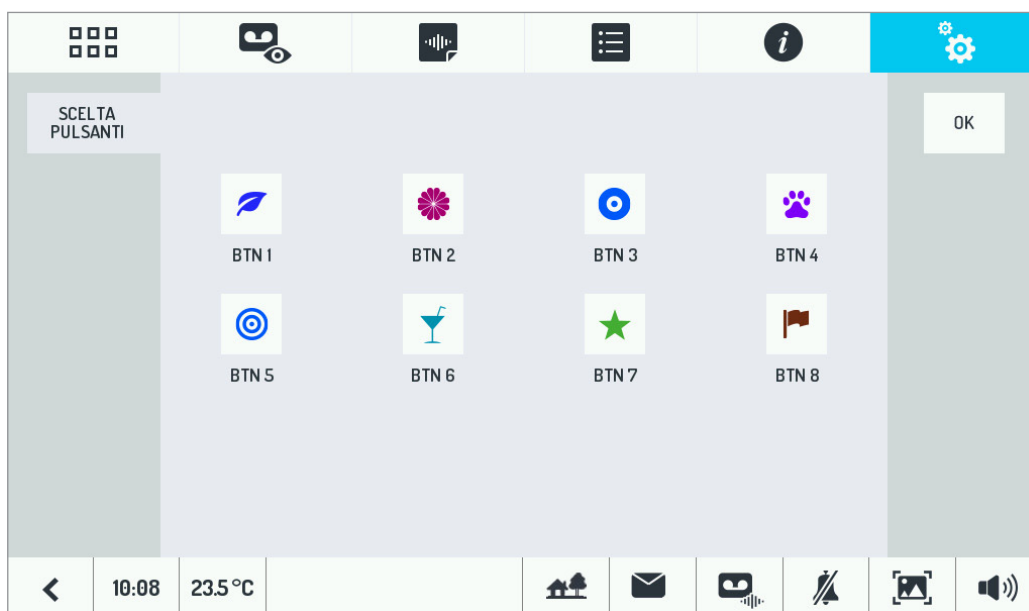 SCELTA
PULSANTI
OK
BTN 1
BTN 2
BTN 3
BTN 4
BTN 5
BTN 6
BTN 7
BTN 8
10:08
23.5 °C